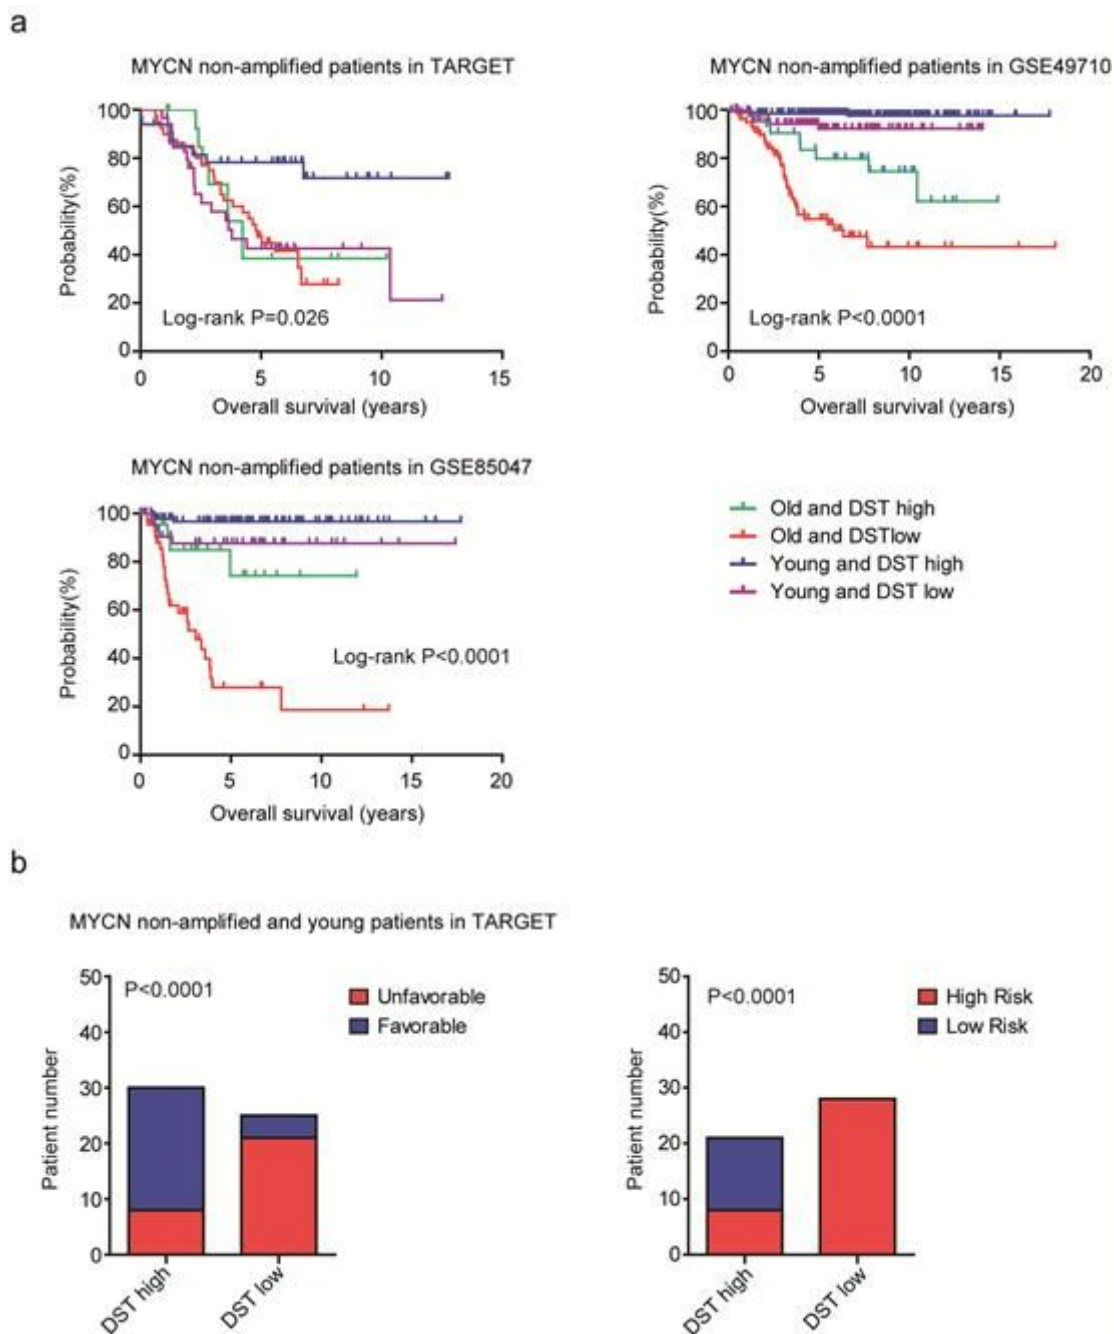 a
MYCN non-amplified patients in TARGET
100
80
60
40
20
0
Probability(%)
Log-rank P=0.026
0 5 10 15
Overall survival (years)
MYCN non-amplified patients in GSE49710
100
80
60
40
20
0
Probability(%)
Log-rank P<0.0001
0 5 10 15 20
Overall survival (years)
MYCN non-amplified patients in GSE85047
100
80
60
40
20
0
Probability(%)
Log-rank P<0.0001
0 5 10 15 20
Overall survival (years)
Old and DST high
Old and DSTlow
Young and DST high
Young and DST low
b
MYCN non-amplified and young patients in TARGET
50
40
30
20
10
0
Patient number
P<0.0001
Unfavorable
Favorable
DST high
DST low
50
40
30
20
10
0
Patient number
P<0.0001
High Risk
Low Risk
DST high
DST low